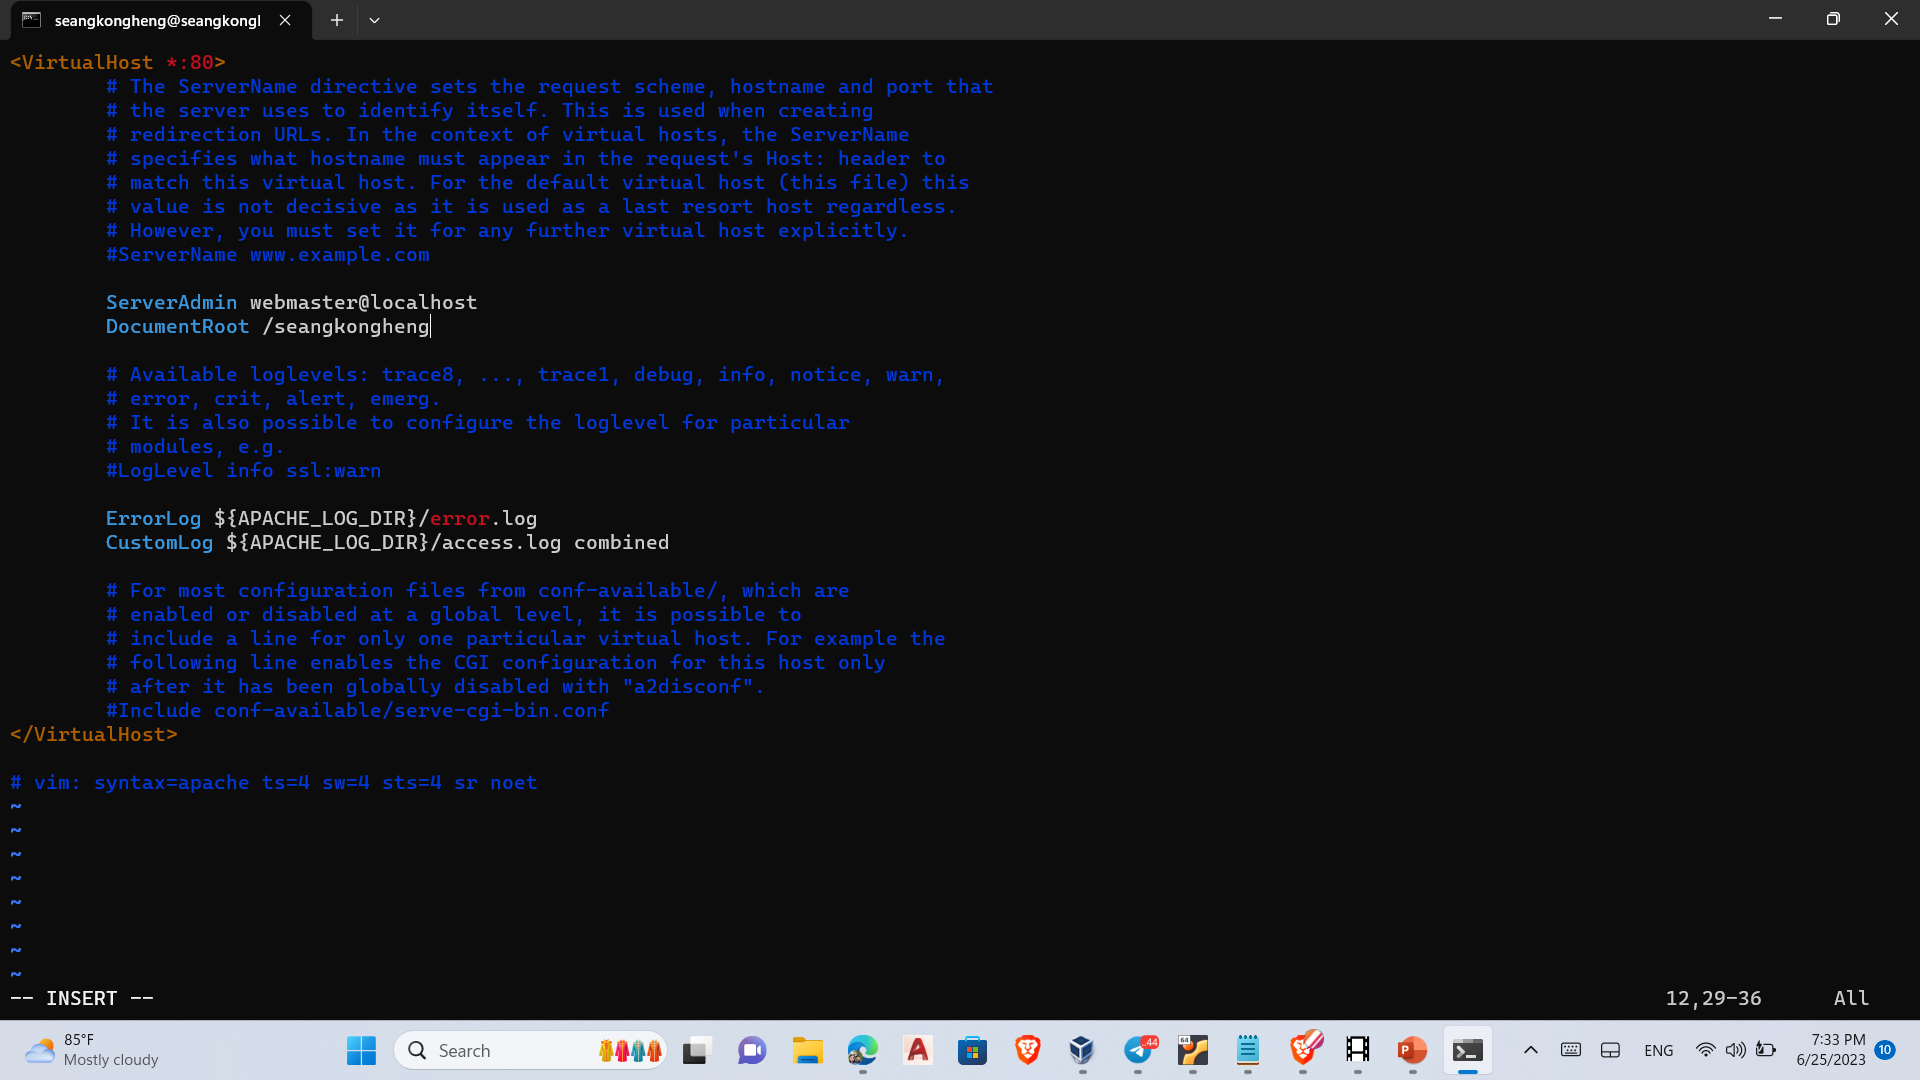 seangkongheng@seangkongl
<VirtualHost *:80>
# The ServerName directive sets the request scheme, hostname and port that
# the server uses to identify itself. This is used when creating
# redirection URLs. In the context of virtual hosts, the ServerName
# specifies what hostname must appear in the request's Host: header to
# match this virtual host. For the default virtual host (this file) this
# value is not decisive as it is used as a last resort host regardless.
# However, you must set it for any further virtual host explicitly.
#ServerName www.example.com
ServerAdmin webmaster@localhost
DocumentRoot /seangkongheng
# Available loglevels: trace8, ..., trace1, debug, info, notice, warn,
# error, crit, alert, emerg.
# It is also possible to configure the loglevel for particular
# modules, e.g.
#LogLevel info ssl:warn
ErrorLog ${APACHE_LOG_DIR}/error.log
CustomLog ${APACHE_LOG_DIR}/access.log combined
# For most configuration files from conf-available/, which are
# enabled or disabled at a global level, it is possible to
# include a line for only one particular virtual host. For example the
# following line enables the CGI configuration for this host only
# after it has been globally disabled with "a2disconf".
#Include conf-available/serve-cgi-bin.conf
</VirtualHost>
# vim: syntax=apache ts=4 sw=4 sts=4 sr noet
~
~
~
~
~
~
~
~
-- INSERT -- 12,29-36 All
85°F
Mostly cloudy
Search
.44
64
ENG
7:33 PM
6/25/2023
10